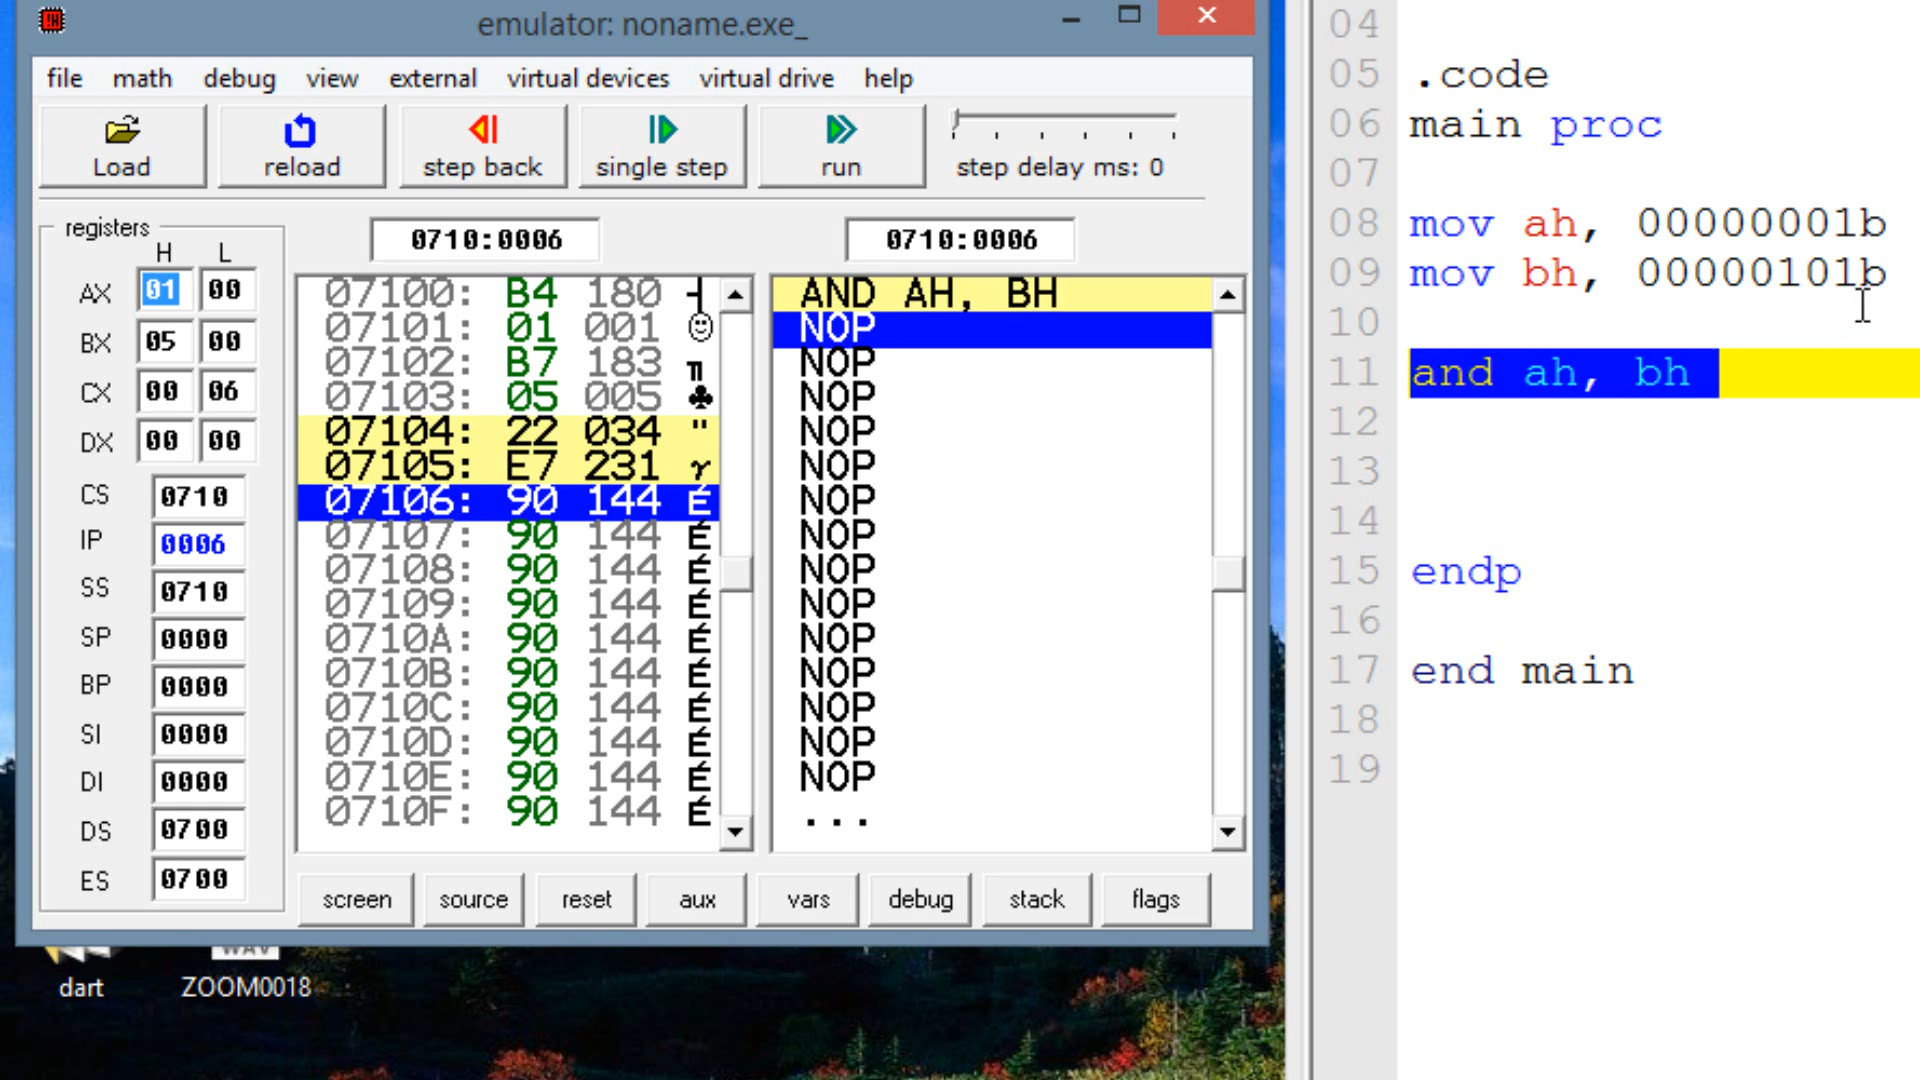 emulator: noname.exe_
file math debug view external virtual devices virtual drive help
Load reload step back single step run step delay ms: 0
registers
H L
AX 01 00
BX 05 00
CX 00 06
DX 00 00
CS 0710
IP 0006
SS 0710
SP 0000
BP 0000
SI 0000
DI 0000
DS 0700
ES 0700
0710:0006
07100: B4 180 ┤
07101: 01 001 ☺
07102: B7 183 ╖
07103: 05 005 ♣
07104: 22 034 "
07105: E7 231 γ
07106: 90 144 É
07107: 90 144 É
07108: 90 144 É
07109: 90 144 É
0710A: 90 144 É
0710B: 90 144 É
0710C: 90 144 É
0710D: 90 144 É
0710E: 90 144 É
0710F: 90 144 É
0710:0006
AND AH, BH
NOP
NOP
NOP
NOP
NOP
NOP
NOP
NOP
NOP
NOP
NOP
NOP
NOP
NOP
...
screen source reset aux vars debug stack flags
04
05 .code
06 main proc
07
08 mov ah, 00000001b
09 mov bh, 00000101b
10
11 and ah, bh
12
13
14
15 endp
16
17 end main
18
19
dart
WAV
ZOOM0018